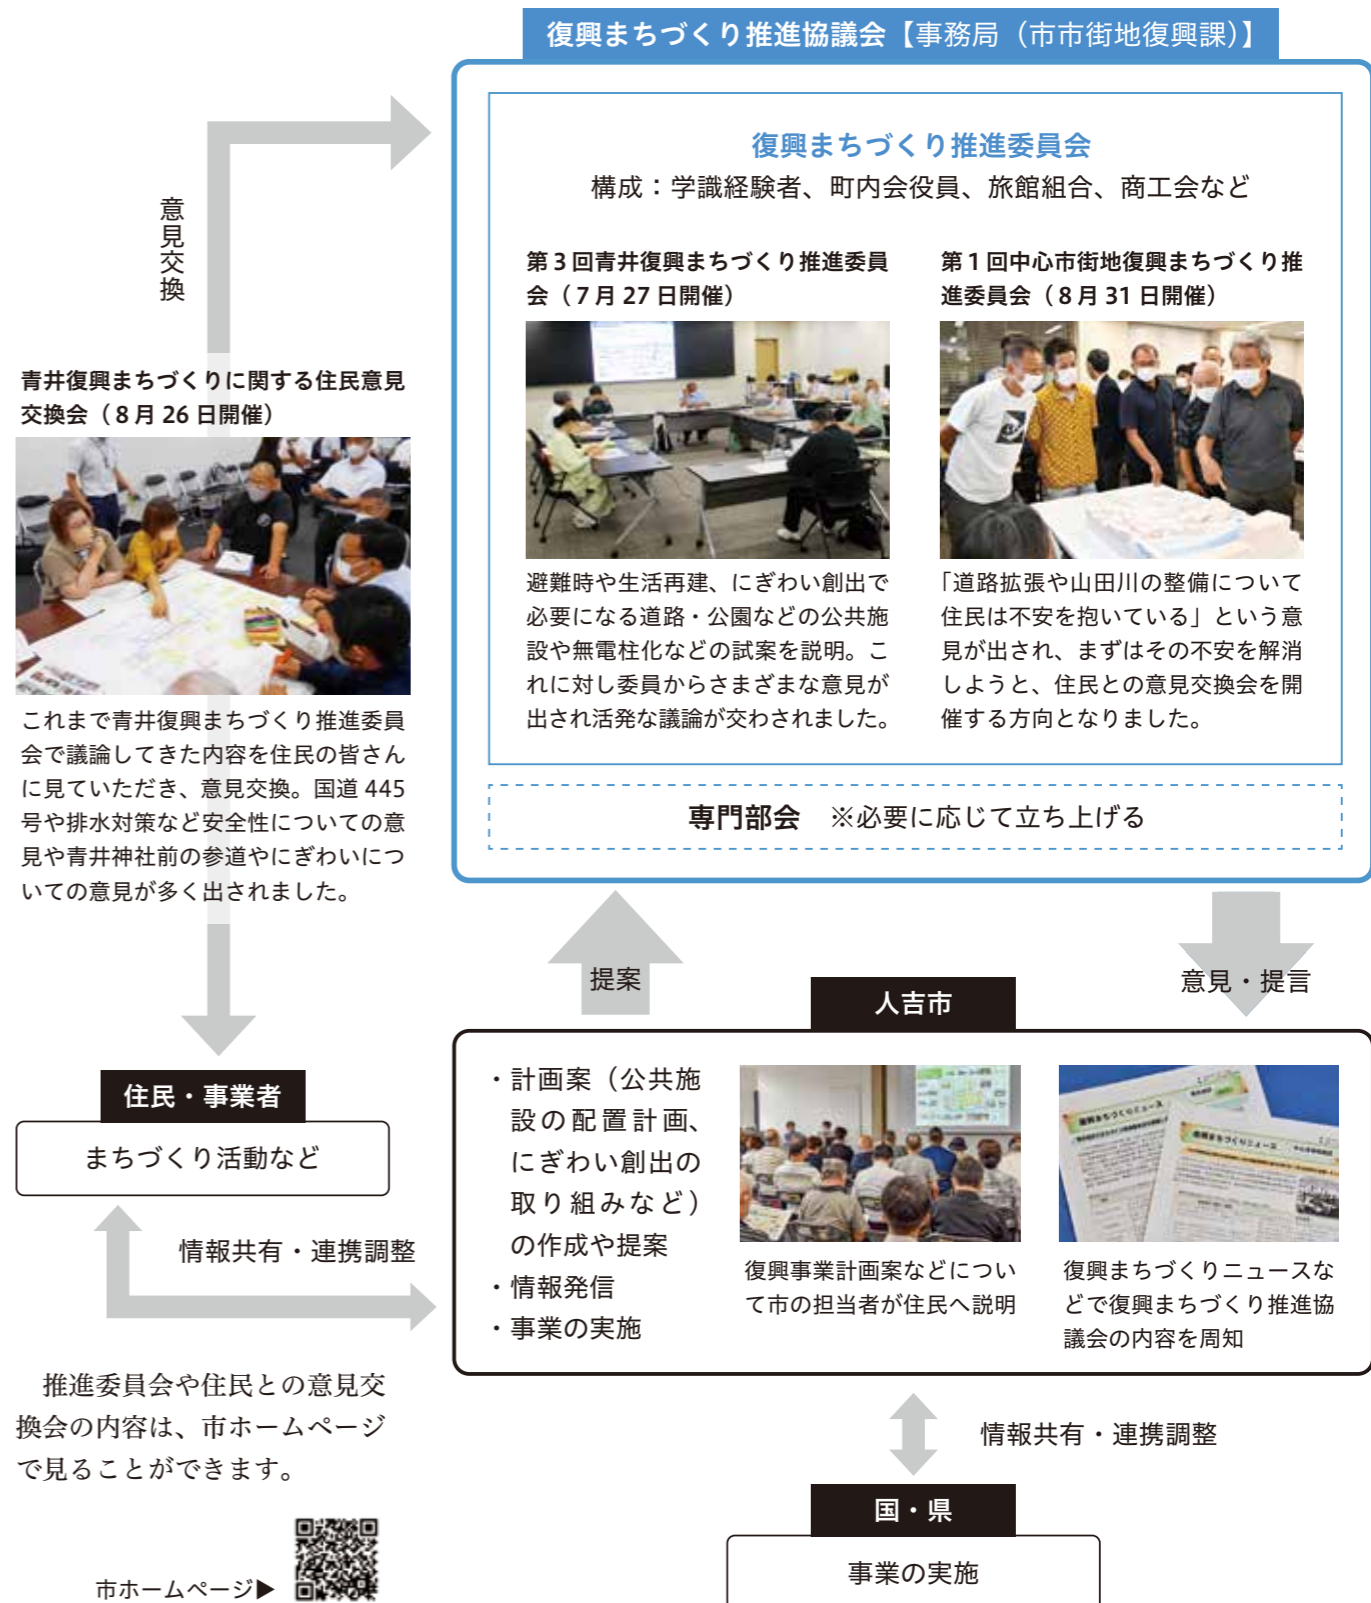 復興まちづくり推進協議会【事務局（市市街地復興課）】
復興まちづくり推進委員会
構成：学識経験者、町内会役員、旅館組合、商工会など
第３回青井復興まちづくり推進委員
会（７月 27 日開催）
避難時や生活再建、にぎわい創出で
必要になる道路・公園などの公共施
設や無電柱化などの試案を説明。こ
れに対し委員からさまざまな意見が
出され活発な議論が交わされました。
第１回中心市街地復興まちづくり推
進委員会（８月 31 日開催）
「道路拡張や山田川の整備について
住民は不安を抱いている」という意
見が出され、まずはその不安を解消
しようと、住民との意見交換会を開
催する方向となりました。
専門部会　※必要に応じて立ち上げる
意見交換
青井復興まちづくりに関する住民意見
交換会（８月 26 日開催）
これまで青井復興まちづくり推進委員
会で議論してきた内容を住民の皆さん
に見ていただき、意見交換。国道 445
号や排水対策など安全性についての意
見や青井神社前の参道やにぎわいにつ
いての意見が多く出されました。
提案
意見・提言
住民・事業者
まちづくり活動など
情報共有・連携調整
人吉市
・計画案（公共施
設の配置計画、
にぎわい創出の
取り組みなど）
の作成や提案
・情報発信
・事業の実施
復興事業計画案などについ
て市の担当者が住民へ説明
復興まちづくりニュース
復興まちづくりニュース
復興まちづくりニュースな
どで復興まちづくり推進協
議会の内容を周知
情報共有・連携調整
国・県
事業の実施
推進委員会や住民との意見交
換会の内容は、市ホームページ
で見ることができます。
市ホームページ▶